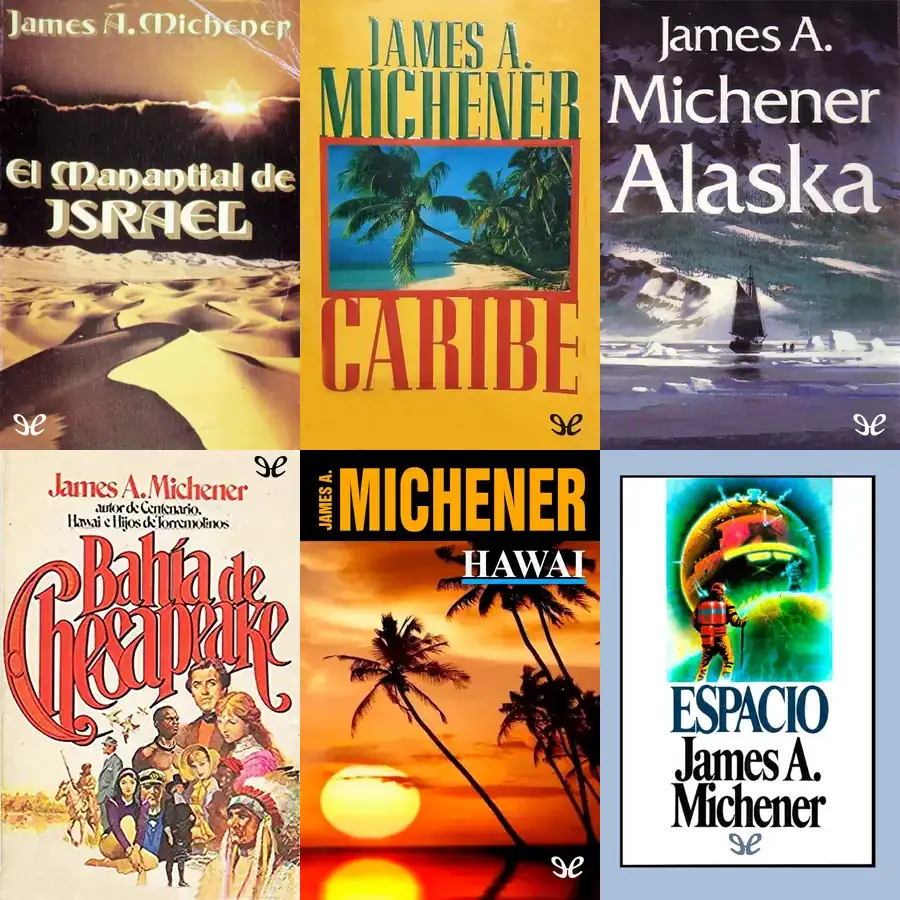 James A. Michener
El Manantial de
ISRAEL
JAMES A.
MICHENER
CARIBE
James A.
Michener
Alaska
James A. Michener
autor de Centenario,
Hawai e Hijos de Torremolinos
Bahía de
Chesapeake
JAMES A.
MICHENER
HAWAI
ESPACIO
James A.
Michener